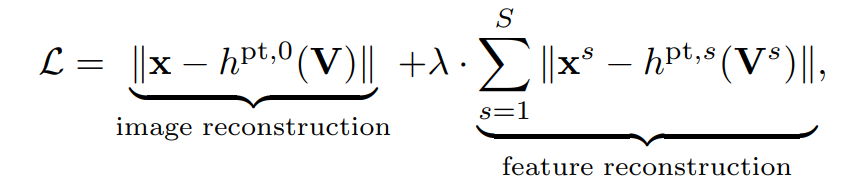 ℒ = ‖x − h^{pt,0}(V)‖ + λ · ∑_{s=1}^{S} ‖x^s − h^{pt,s}(V^s)‖,
image reconstruction
feature reconstruction